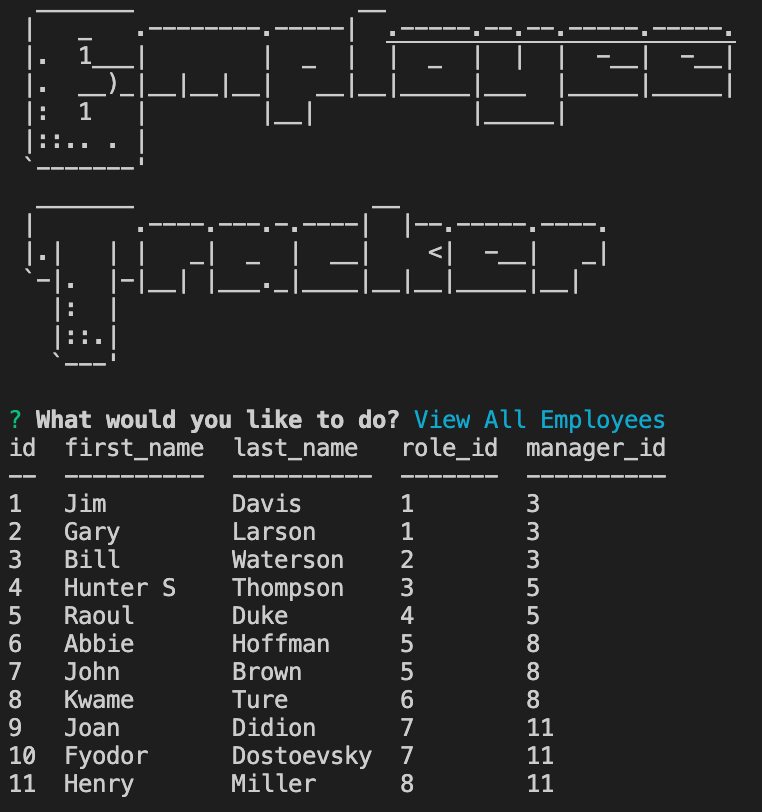 Employee
Tracker
? What would you like to do? View All Employees
id first_name last_name role_id manager_id
-- ---------- ---------- ------- ----------
1 Jim Davis 1 3
2 Gary Larson 1 3
3 Bill Waterson 2 3
4 Hunter S Thompson 3 5
5 Raoul Duke 4 5
6 Abbie Hoffman 5 8
7 John Brown 5 8
8 Kwame Ture 6 8
9 Joan Didion 7 11
10 Fyodor Dostoevsky 7 11
11 Henry Miller 8 11